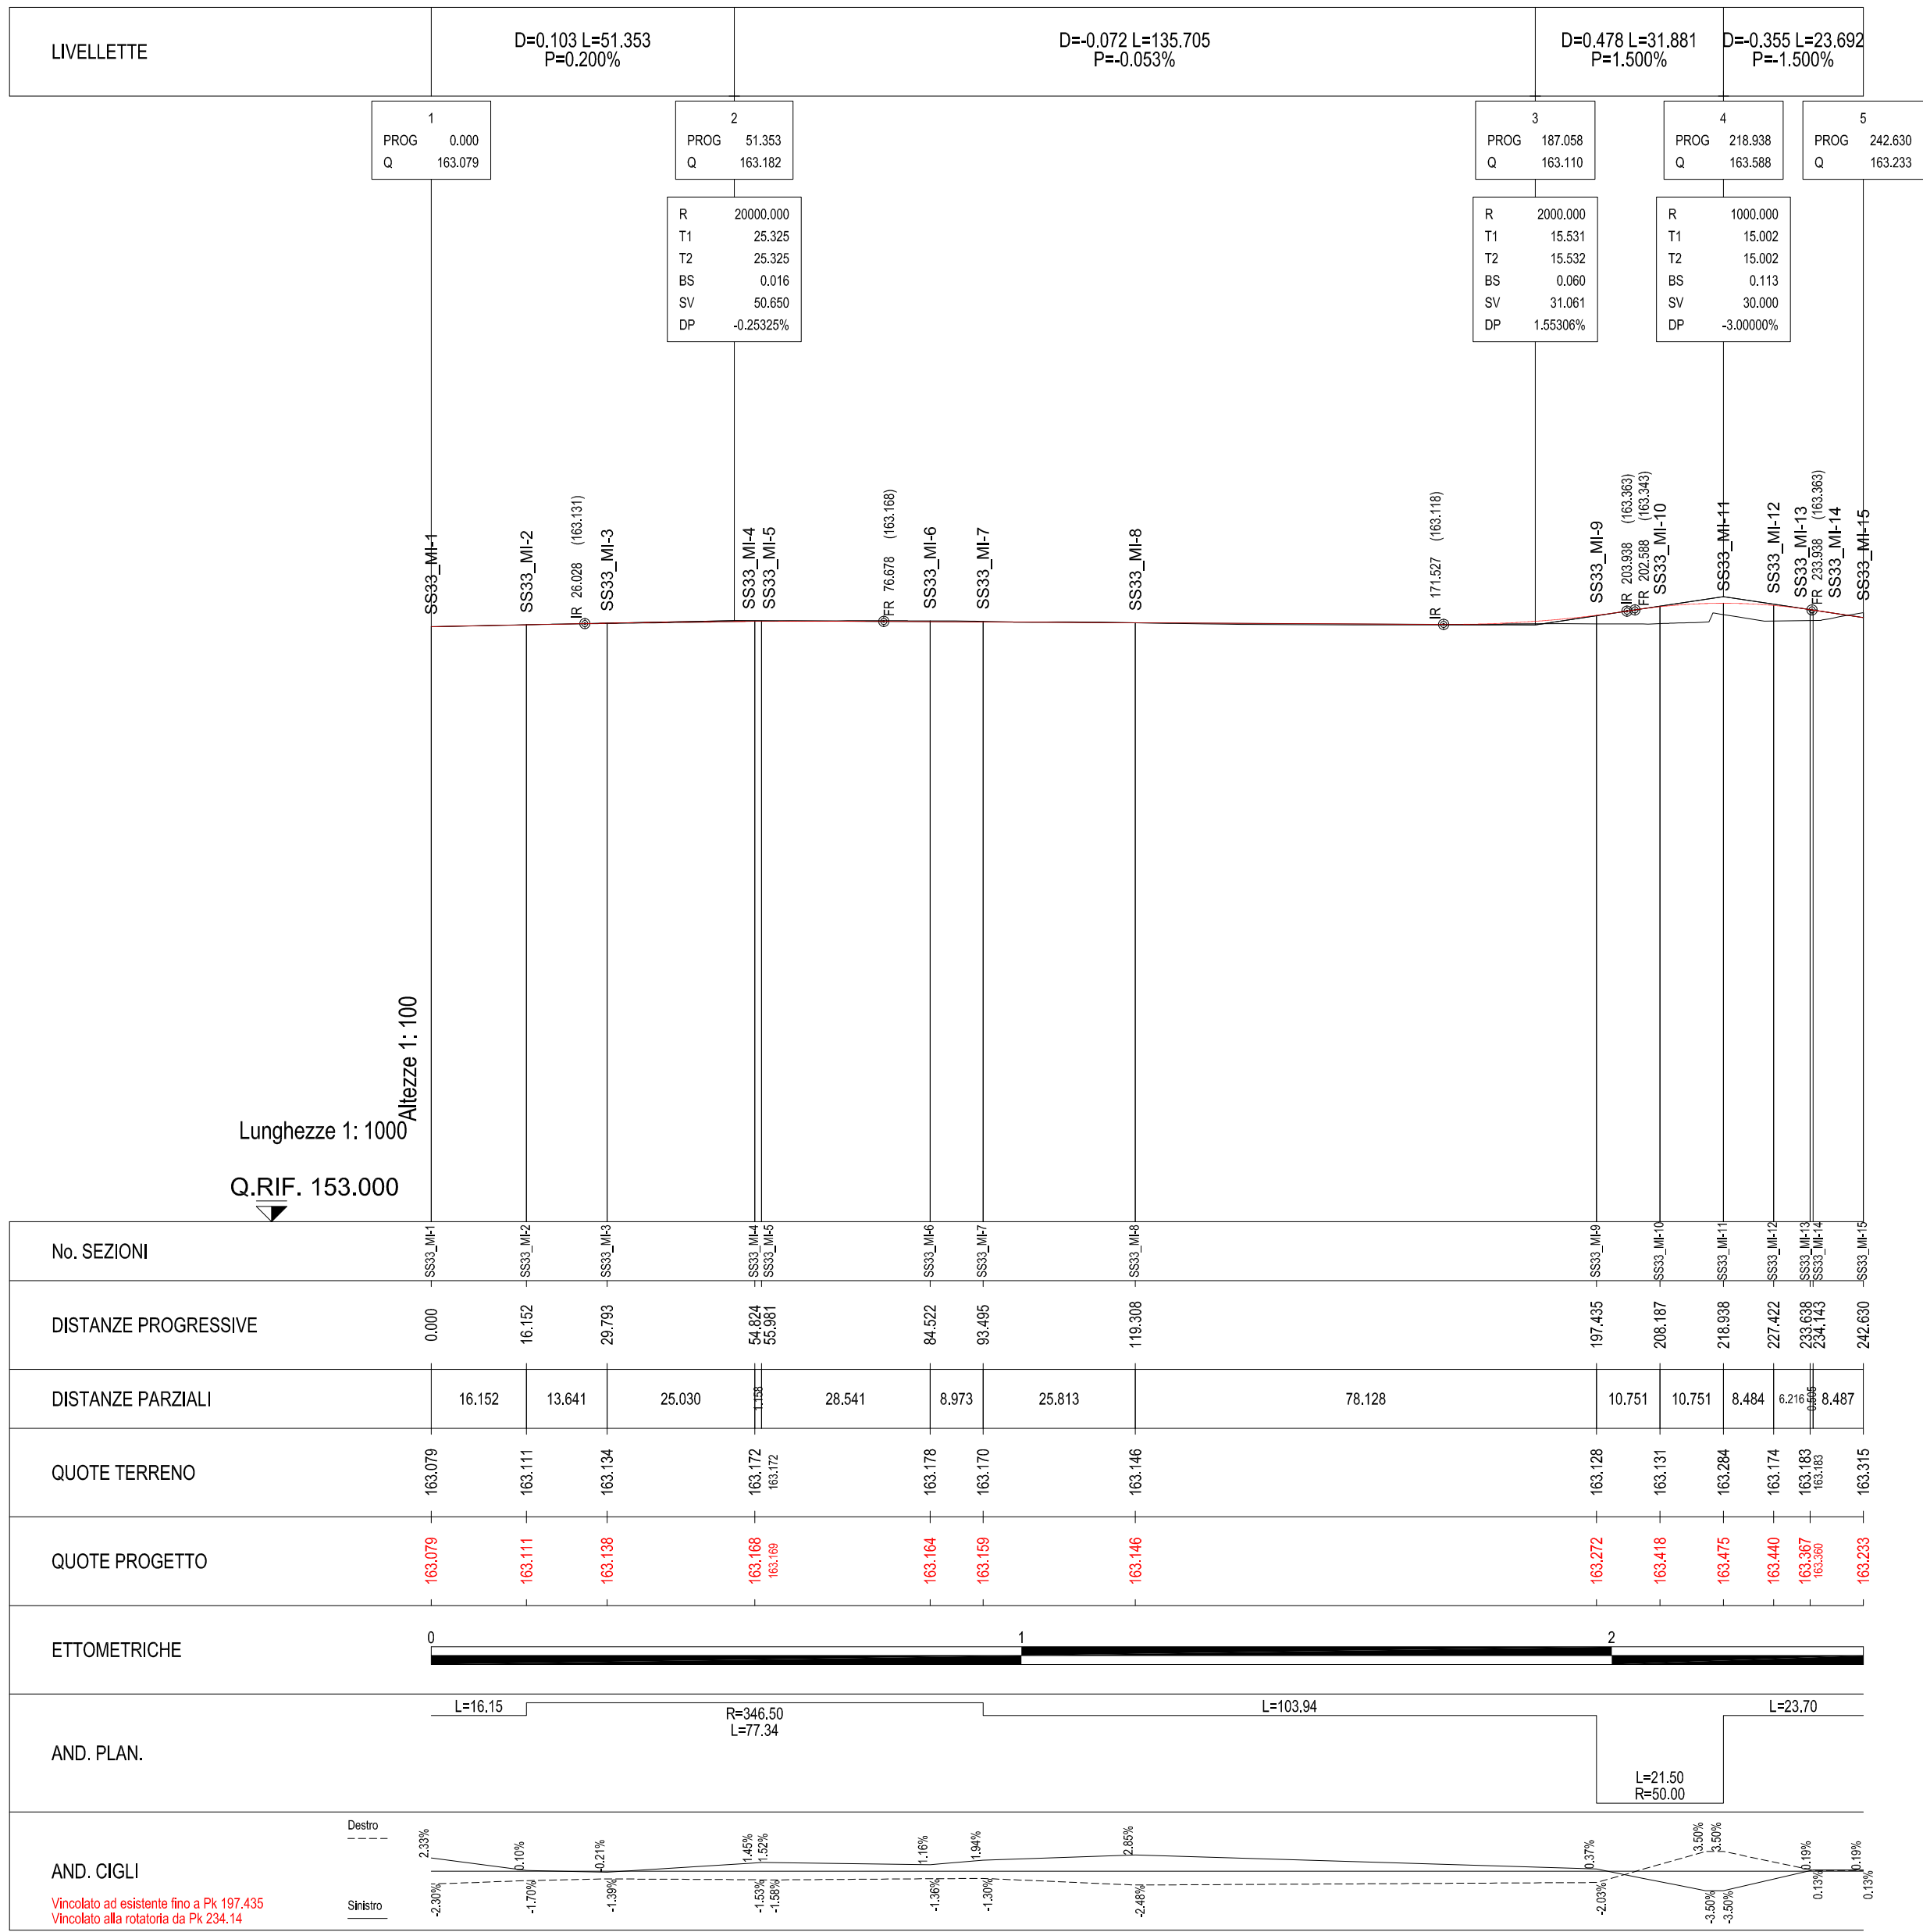 LIVELLETTE
D=0.103 L=51.353
P=0.200%
D=-0.072 L=135.705
P=-0.053%
D=0.478 L=31.881
P=1.500%
D=-0.355 L=23.692
P=-1.500%
1
PROG 0.000
Q 163.079
2
PROG 51.353
Q 163.182
3
PROG 187.058
Q 163.110
4
PROG 218.938
Q 163.588
5
PROG 242.630
Q 163.233
R 20000.000
T1 25.325
T2 25.325
BS 0.016
SV 50.650
DP -0.25325%
R 2000.000
T1 15.531
T2 15.532
BS 0.060
SV 31.061
DP 1.55306%
R 1000.000
T1 15.002
T2 15.002
BS 0.113
SV 30.000
DP -3.00000%
SS33_MI-1
SS33_MI-2
IR 26.028 (163.131)
SS33_MI-3
SS33_MI-4
SS33_MI-5
FR 76.678 (163.168)
SS33_MI-6
SS33_MI-7
SS33_MI-8
IR 171.527 (163.118)
SS33_MI-9
IR 203.938 (163.363)
FR 202.588 (163.343)
SS33_MI-10
SS33_MI-11
SS33_MI-12
SS33_MI-13
FR 233.938 (163.363)
SS33_MI-14
SS33_MI-15
Altezze 1: 100
Lunghezze 1: 1000
Q.RIF. 153.000
No. SEZIONI
SS33_MI-1
SS33_MI-2
SS33_MI-3
SS33_MI-4
SS33_MI-5
SS33_MI-6
SS33_MI-7
SS33_MI-8
SS33_MI-9
SS33_MI-10
SS33_MI-11
SS33_MI-12
SS33_MI-13
SS33_MI-14
SS33_MI-15
DISTANZE PROGRESSIVE
0.000
16.152
29.793
54.824
55.981
84.522
93.495
119.308
197.435
208.187
218.938
227.422
233.638
234.143
242.630
DISTANZE PARZIALI
16.152
13.641
25.030
1.158
28.541
8.973
25.813
78.128
10.751
10.751
8.484
6.216
0.505
8.487
QUOTE TERRENO
163.079
163.111
163.134
163.172
163.172
163.178
163.170
163.146
163.128
163.131
163.284
163.174
163.183
163.183
163.315
QUOTE PROGETTO
163.079
163.111
163.138
163.168
163.169
163.164
163.159
163.146
163.272
163.418
163.475
163.440
163.367
163.360
163.233
ETTOMETRICHE
0
1
2
AND. PLAN.
L=16.15
R=346.50
L=77.34
L=103.94
L=21.50
R=50.00
L=23.70
AND. CIGLI
Destro
Sinistro
2.33%
0.10%
-0.21%
1.45%
1.52%
1.16%
1.94%
2.85%
0.37%
3.50%
3.50%
0.19%
0.19%
-2.30%
-1.70%
-1.39%
-1.53%
-1.58%
-1.36%
-1.30%
-2.48%
-2.03%
-3.50%
-3.50%
0.13%
0.13%
Vincolato ad esistente fino a Pk 197.435
Vincolato alla rotatoria da Pk 234.14